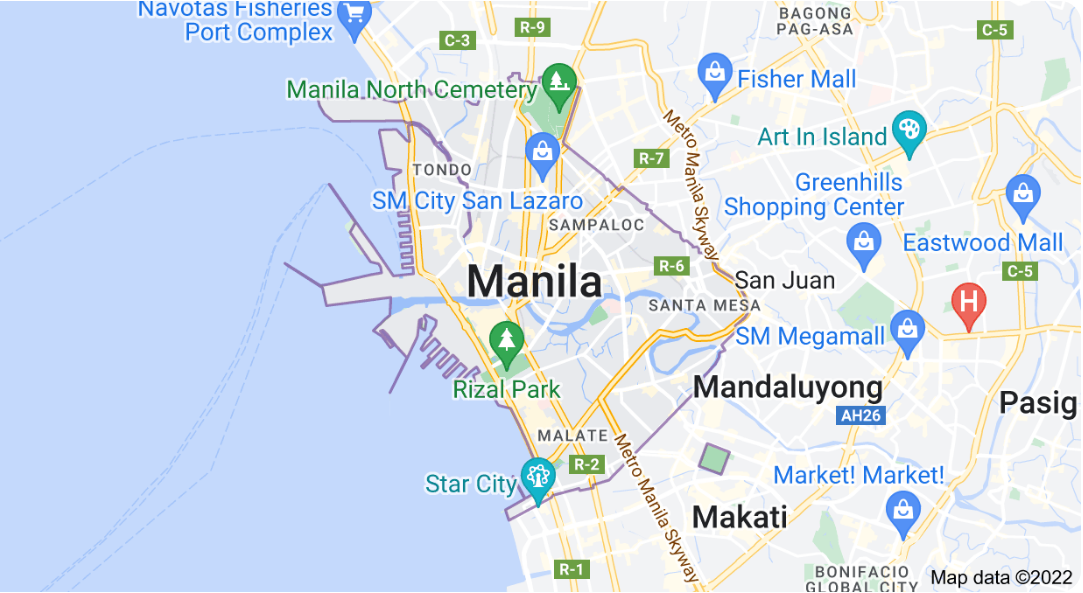 Navotas Fisheries
Port Complex
BAGONG
PAG-ASA
R-9
C-3
C-5
Manila North Cemetery
Fisher Mall
Metro Manila Skyway
Art In Island
R-7
TONDO
SM City San Lazaro
Greenhills
Shopping Center
SAMPALOC
Eastwood Mall
R-6
C-5
Manila
San Juan
SANTA MESA
H
SM Megamall
Rizal Park
Mandaluyong
AH26
Pasig
MALATE
Metro Manila Skyway
R-2
Star City
Market! Market!
Makati
R-1
BONIFACIO
GLOBAL CITY
Map data ©2022